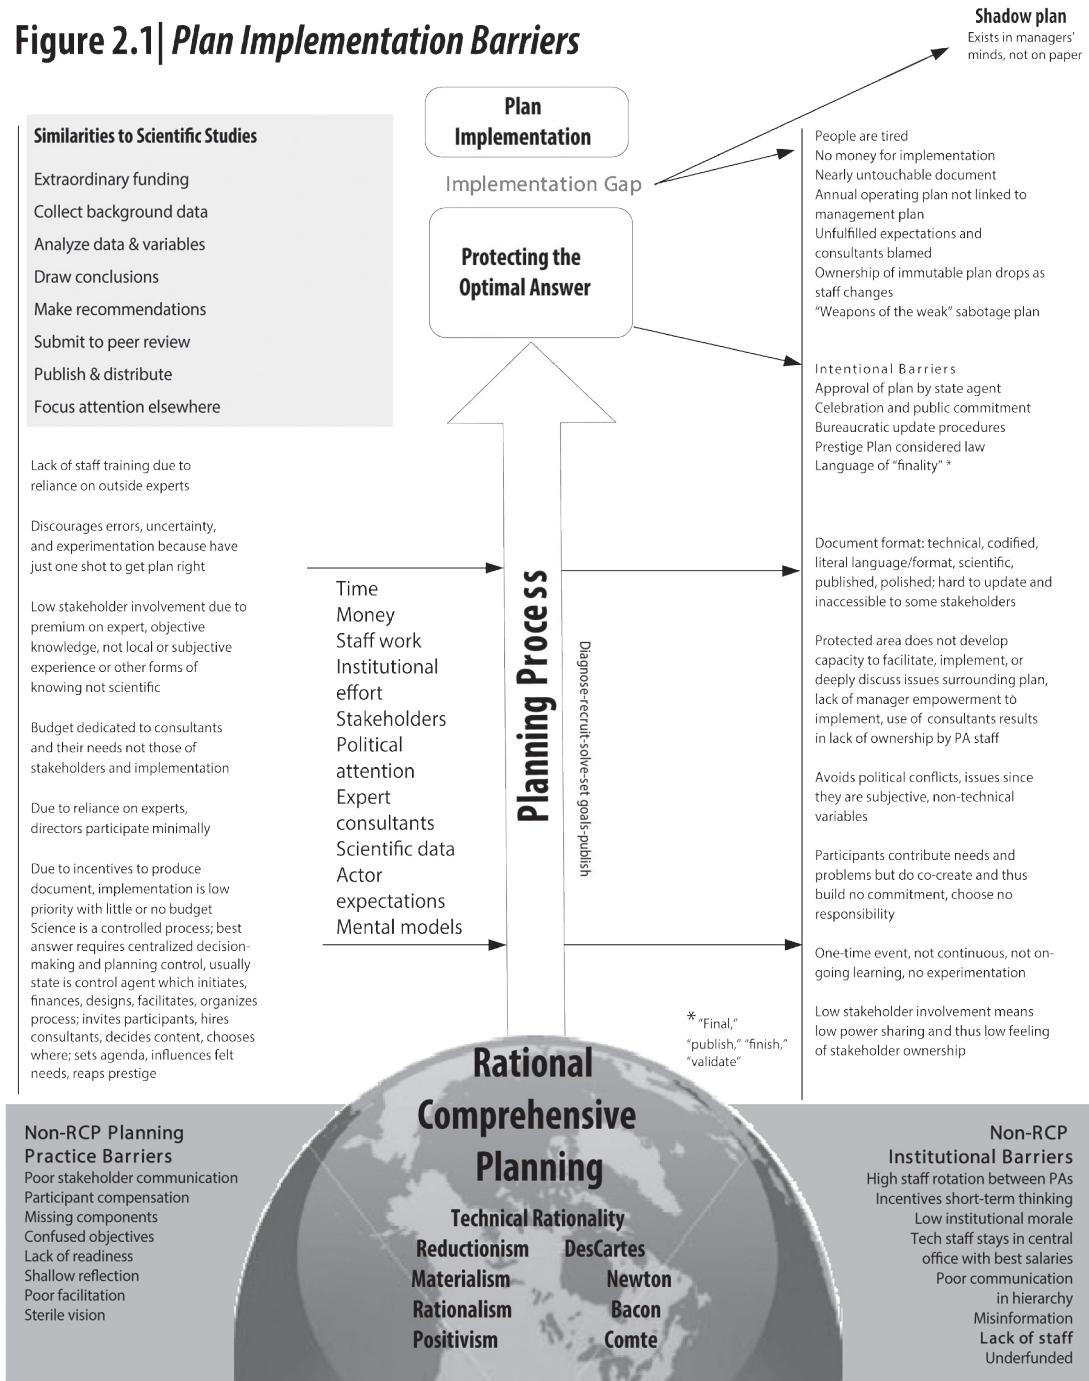 Figure 2.1| Plan Implementation Barriers
Shadow plan
Exists in managers'
minds, not on paper
Plan
Implementation
Implementation Gap
Protecting the
Optimal Answer
Similarities to Scientific Studies
Extraordinary funding
Collect background data
Analyze data & variables
Draw conclusions
Make recommendations
Submit to peer review
Publish & distribute
Focus attention elsewhere
Lack of staff training due to
reliance on outside experts
Discourages errors, uncertainty,
and experimentation because have
just one shot to get plan right
Low stakeholder involvement due to
premium on expert, objective
knowledge, not local or subjective
experience or other forms of
knowing not scientific
Budget dedicated to consultants
and their needs not those of
stakeholders and implementation
Due to reliance on experts,
directors participate minimally
Due to incentives to produce
document, implementation is low
priority with little or no budget
Science is a controlled process; best
answer requires centralized decision-
making and planning control, usually
state is control agent which initiates,
finances, designs, facilitates, organizes
process; invites participants, hires
consultants, decides content, chooses
where; sets agenda, influences felt
needs, reaps prestige
Time
Money
Staff work
Institutional
effort
Stakeholders
Political
attention
Expert
consultants
Scientific data
Actor
expectations
Mental models
Planning Process
Diagnose-recruit-solve-set goals-publish
People are tired
No money for implementation
Nearly untouchable document
Annual operating plan not linked to
management plan
Unfulfilled expectations and
consultants blamed
Ownership of immutable plan drops as
staff changes
"Weapons of the weak" sabotage plan
Intentional Barriers
Approval of plan by state agent
Celebration and public commitment
Bureaucratic update procedures
Prestige Plan considered law
Language of "finality" *
Document format: technical, codified,
literal language/format, scientific,
published, polished; hard to update and
inaccessible to some stakeholders
Protected area does not develop
capacity to facilitate, implement, or
deeply discuss issues surrounding plan,
lack of manager empowerment to
implement, use of consultants results
in lack of ownership by PA staff
Avoids political conflicts, issues since
they are subjective, non-technical
variables
Participants contribute needs and
problems but do co-create and thus
build no commitment, choose no
responsibility
One-time event, not continuous, not on-
going learning, no experimentation
Low stakeholder involvement means
low power sharing and thus low feeling
of stakeholder ownership
* "Final,"
"publish," "finish,"
"validate"
Rational
Comprehensive
Planning
Technical Rationality
Reductionism DesCartes
Materialism Newton
Rationalism Bacon
Positivism Comte
Non-RCP Planning
Practice Barriers
Poor stakeholder communication
Participant compensation
Missing components
Confused objectives
Lack of readiness
Shallow reflection
Poor facilitation
Sterile vision
Non-RCP
Institutional Barriers
High staff rotation between PAs
Incentives short-term thinking
Low institutional morale
Tech staff stays in central
office with best salaries
Poor communication
in hierarchy
Misinformation
Lack of staff
Underfunded